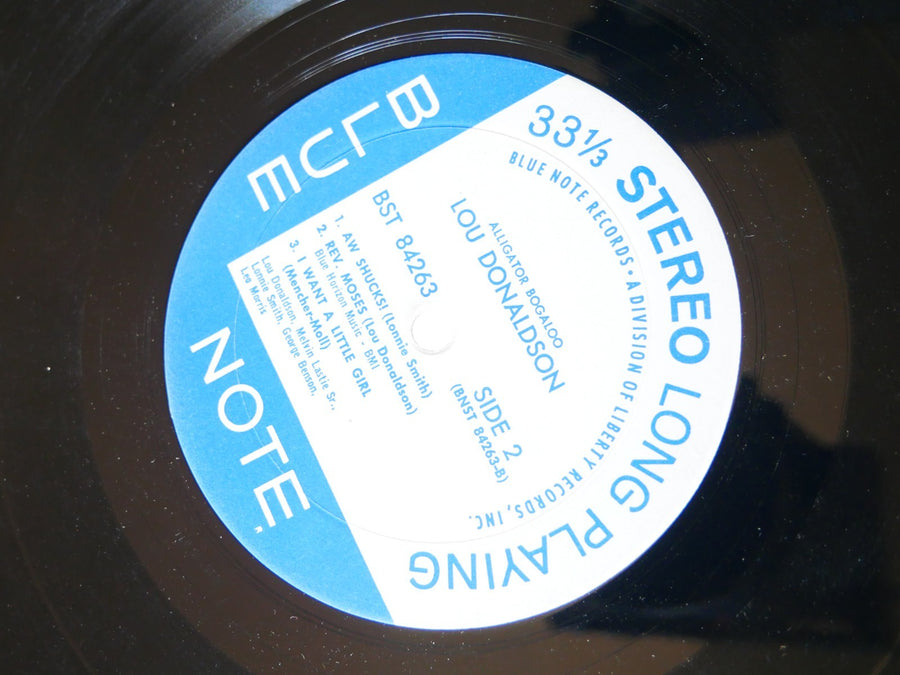 33⅓ STEREO LONG PLAYING
BLUE NOTE RECORDS • A DIVISION OF LIBERTY RECORDS, INC.
BLUE NOTE.
ALLIGATOR BOGALOO
LOU DONALDSON
BST 84263
SIDE 2
(BNST 84263-B)
1. AW SHUCKS! (Lonnie Smith)
2. REV. MOSES (Lou Donaldson)
Blue Horizon Music - BMI
3. I WANT A LITTLE GIRL
(Mencher-Moll)
Lou Donaldson, Melvin Lastie Sr.,
Lonnie Smith, George Benson,
Leo Morris